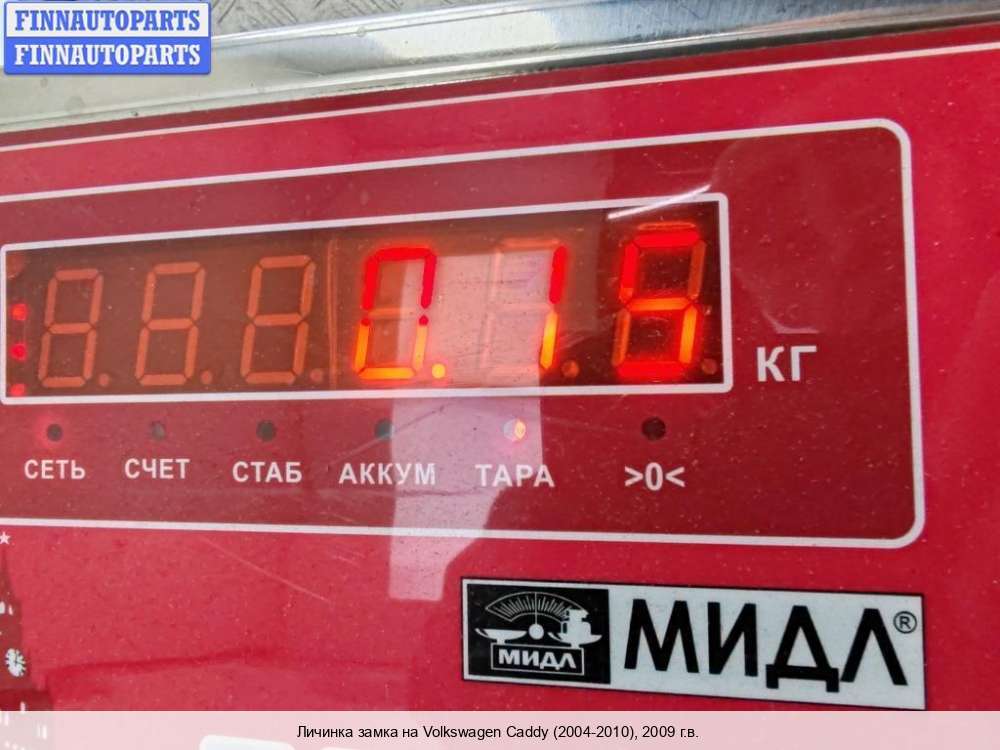 FINNAUTOPARTS
FINNAUTOPARTS
0.15
КГ
СЕТЬ СЧЕТ СТАБ АККУМ ТАРА >0<
МИДЛ МИДЛ®
Личинка замка на Volkswagen Caddy (2004-2010), 2009 г.в.